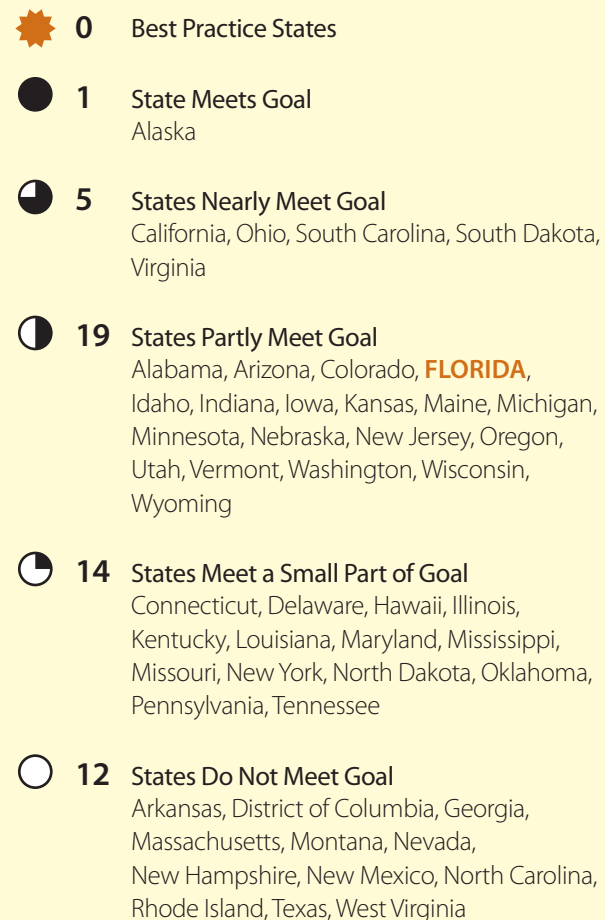 0 Best Practice States
1 State Meets Goal
Alaska
5 States Nearly Meet Goal
California, Ohio, South Carolina, South Dakota,
Virginia
19 States Partly Meet Goal
Alabama, Arizona, Colorado, FLORIDA,
Idaho, Indiana, Iowa, Kansas, Maine, Michigan,
Minnesota, Nebraska, New Jersey, Oregon,
Utah, Vermont, Washington, Wisconsin,
Wyoming
14 States Meet a Small Part of Goal
Connecticut, Delaware, Hawaii, Illinois,
Kentucky, Louisiana, Maryland, Mississippi,
Missouri, New York, North Dakota, Oklahoma,
Pennsylvania, Tennessee
12 States Do Not Meet Goal
Arkansas, District of Columbia, Georgia,
Massachusetts, Montana, Nevada,
New Hampshire, New Mexico, North Carolina,
Rhode Island, Texas, West Virginia